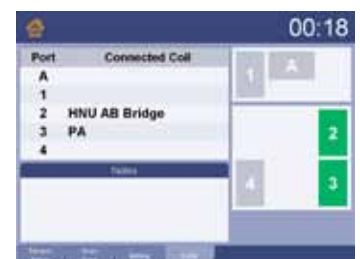 00:18
Port Connected Coil
A
1
2 HNU AB Bridge
3 PA
4
1 A
2
4 3